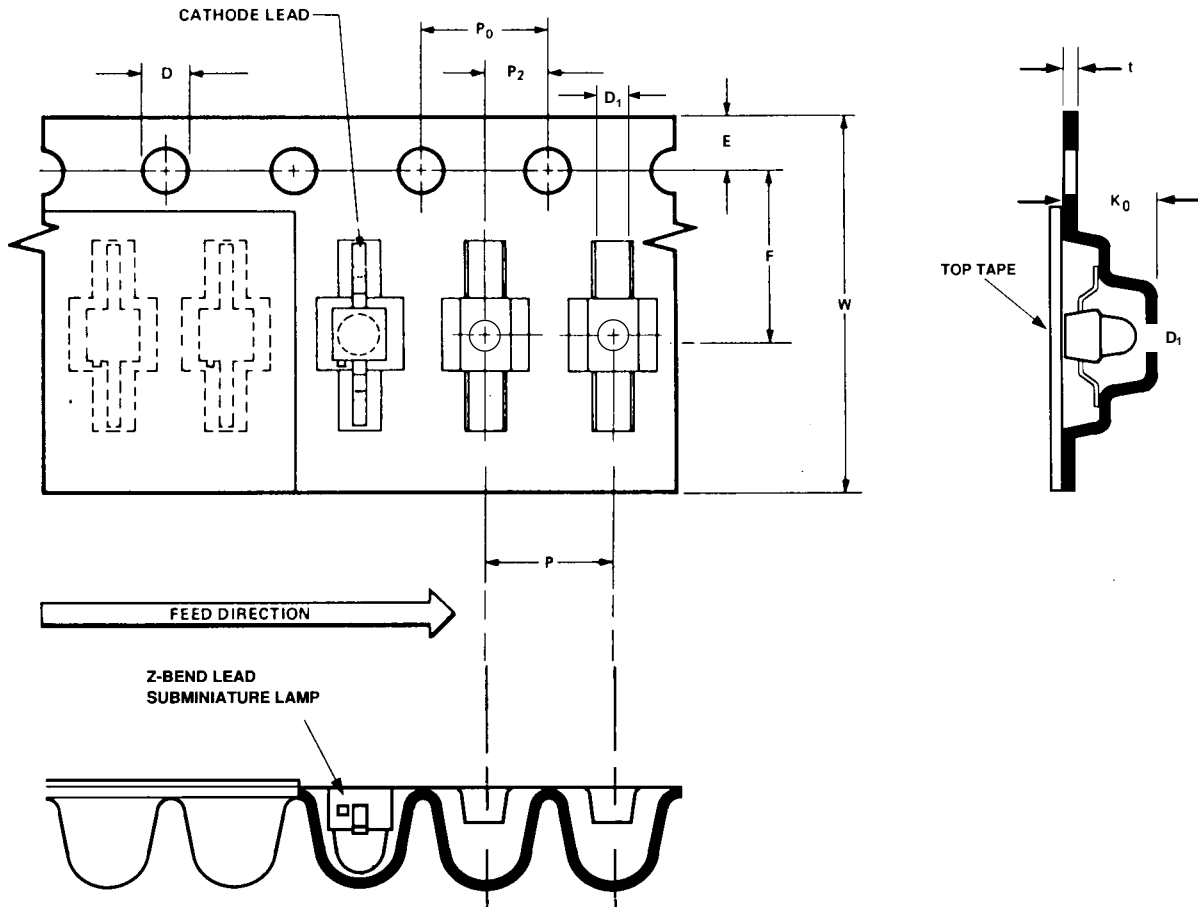 CATHODE LEAD
P0
D
P2
D1
t
E
K0
F
TOP TAPE
W
D1
P
FEED DIRECTION
Z-BEND LEAD
SUBMINIATURE LAMP